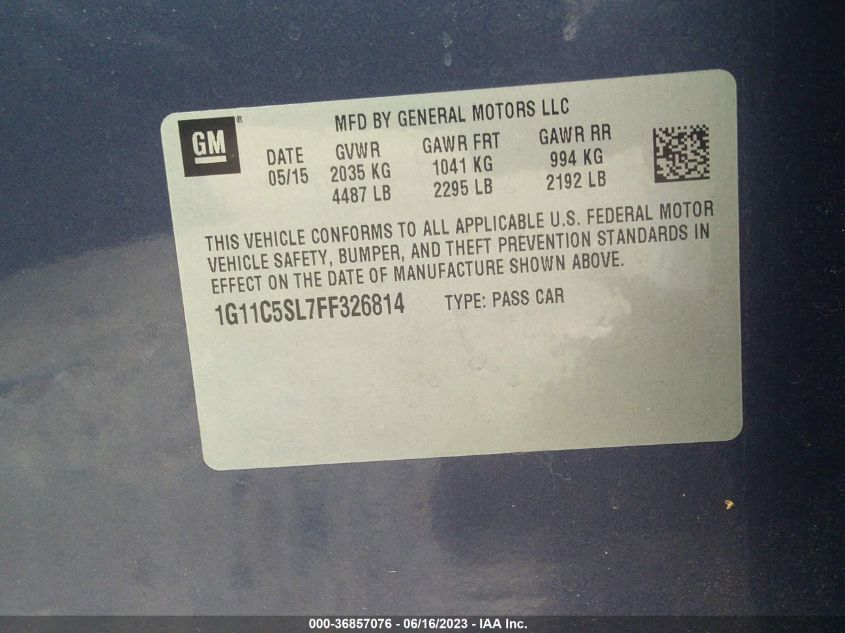 GM®
MFD BY GENERAL MOTORS LLC
DATE GVWR GAWR FRT GAWR RR
05/15 2035 KG 1041 KG 994 KG
4487 LB 2295 LB 2192 LB
THIS VEHICLE CONFORMS TO ALL APPLICABLE U.S. FEDERAL MOTOR
VEHICLE SAFETY, BUMPER, AND THEFT PREVENTION STANDARDS IN
EFFECT ON THE DATE OF MANUFACTURE SHOWN ABOVE.
1G11C5SL7FF326814 TYPE: PASS CAR
000-36857076 - 06/16/2023 - IAA Inc.